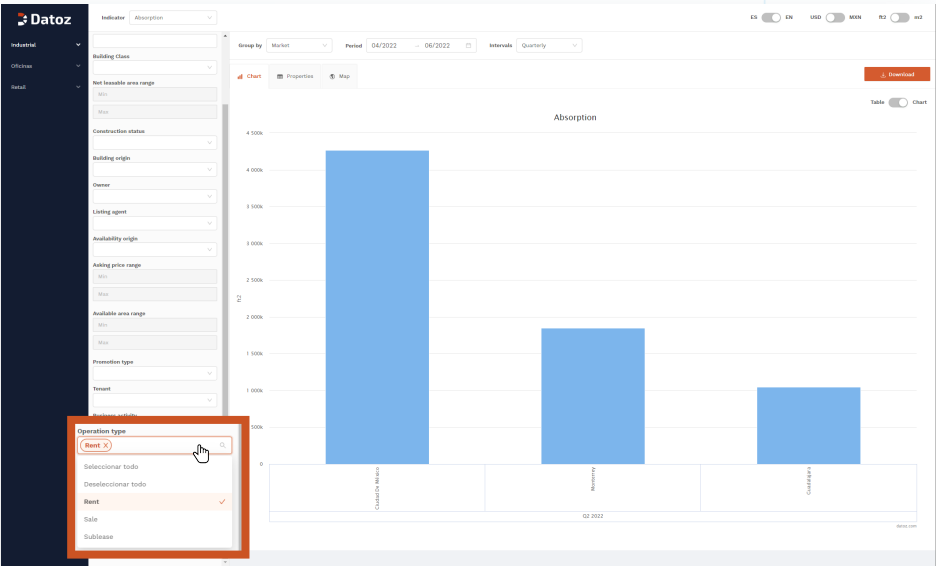 Datoz
Indicator Absorption
ES EN USD MXN ft2 m2
Industrial
Oficinas
Retail
Building Class
Net leasable area range
Min
Max
Construction status
Building origin
Owner
Listing agent
Availability origin
Asking price range
Min
Max
Available area range
Min
Max
Promotion type
Tenant
Business activity
Operation type
Rent X
Seleccionar todo
Deseleccionar todo
Rent
Sale
Sublease
Group by Market Period 04/2022 → 06/2022 Intervals Quarterly
Chart Properties Map
Download
Table Chart
Absorption
4 500k
4 000k
3 500k
3 000k
2 500k
2 000k
1 500k
1 000k
500k
0
ft2
Ciudad De México
Monterrey
Guadalajara
Q2 2022
datoz.com